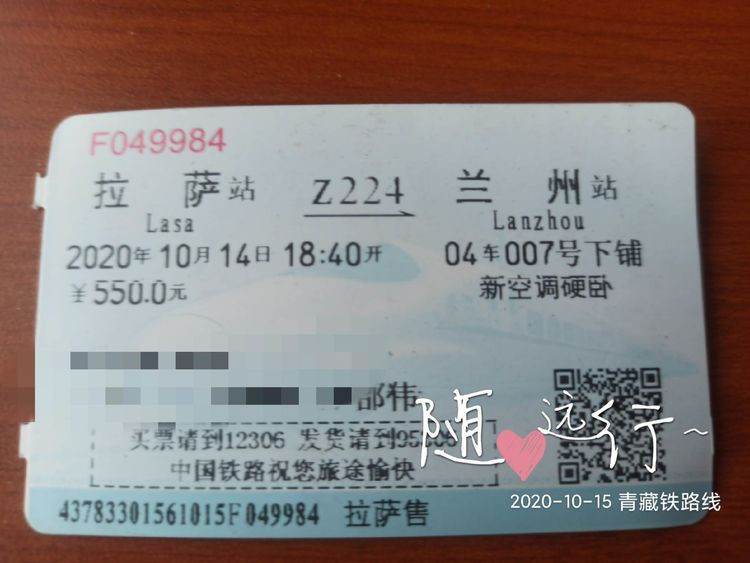 F049984
拉萨站 Z224 兰州站
Lasa Lanzhou
2020年10月14日18:40开 04车007号下铺
¥550.0元 新空调硬卧
随远行~
买票请到12306 发货请到95306
中国铁路祝您旅途愉快
2020-10-15 青藏铁路线
43783301561015F049984 拉萨售